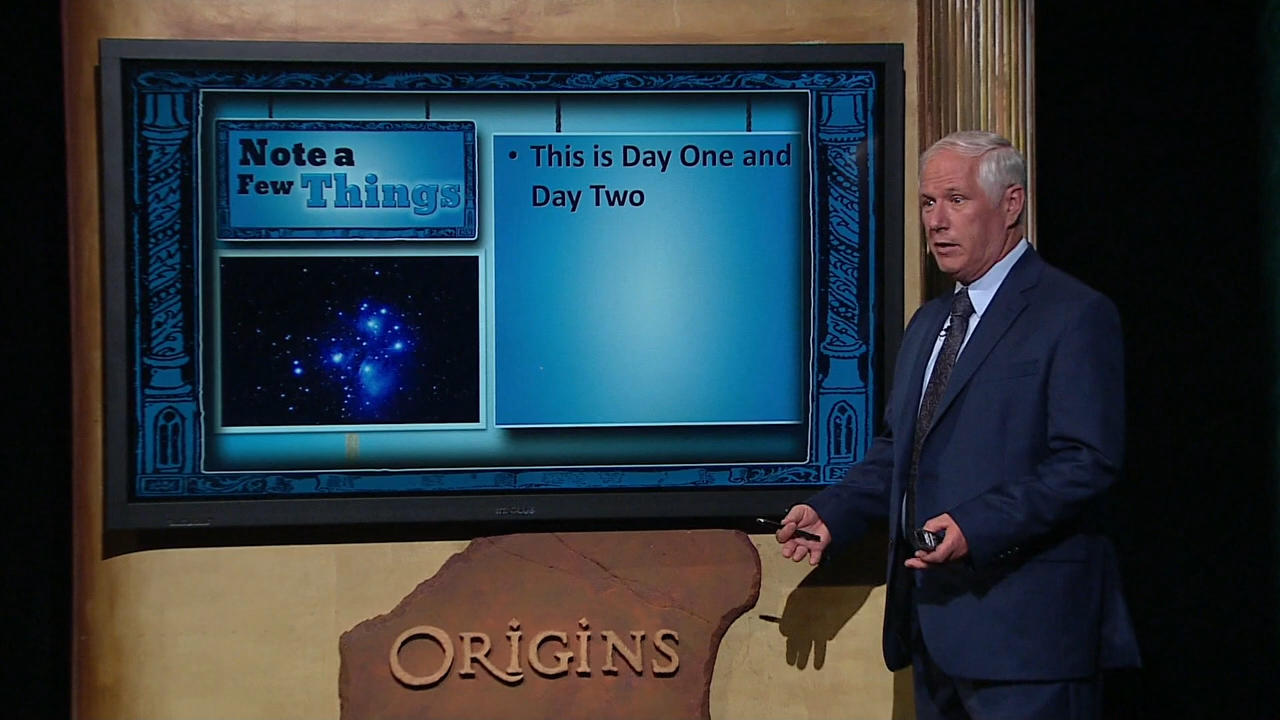 Note a
Few Things
• This is Day One and
Day Two
ORiGiNS